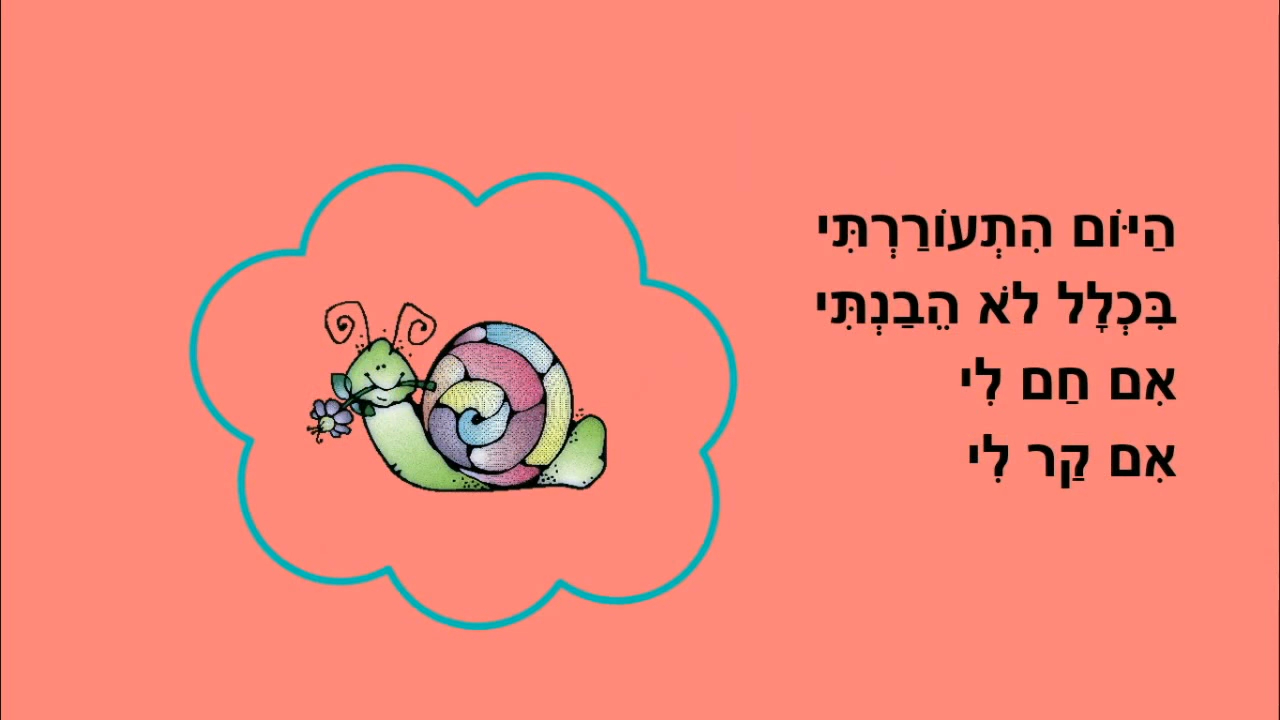 הַיּוֹם הִתְעוֹרַרְתִּי
בִּכְלָל לֹא הֵבַנְתִּי
אִם חַם לִי
אִם קַר לִי